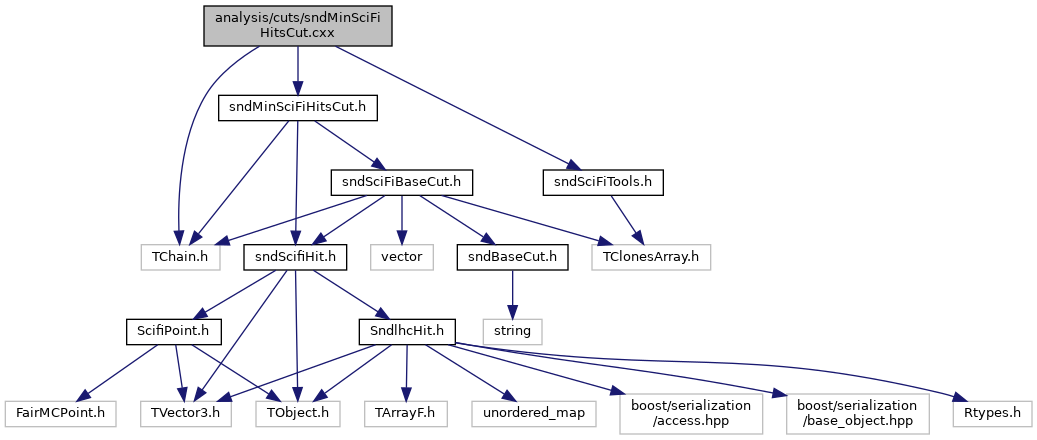 analysis/cuts/sndMinSciFi
HitsCut.cxx
sndMinSciFiHitsCut.h
sndSciFiBaseCut.h
sndSciFiTools.h
TChain.h
sndScifiHit.h
vector
sndBaseCut.h
TClonesArray.h
ScifiPoint.h
SndlhcHit.h
string
FairMCPoint.h
TVector3.h
TObject.h
TArrayF.h
unordered_map
boost/serialization
/access.hpp
boost/serialization
/base_object.hpp
Rtypes.h